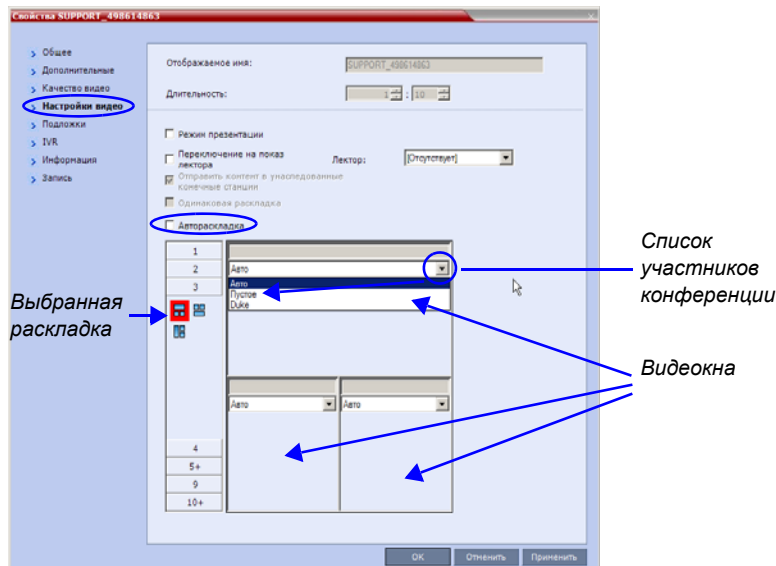 Свойства SUPPORT_498614863
Общее
Дополнительные
Качество видео
Настройки видео
Подложки
IVR
Информация
Запись
Отображаемое имя:
SUPPORT_498614863
Длительность:
1 : 10
Режим презентации
Переключение на показ
лектора
Лектор:
[Отсутствует]
Отправить контент в унаследованные
конечные станции
Одинаковая раскладка
Автораскладка
1
2
3
Авто
Авто
Пустое
Duke
Авто
Авто
4
5+
9
10+
Выбранная
раскладка
Список
участников
конференции
Видеокна
OK
Отменить
Применить